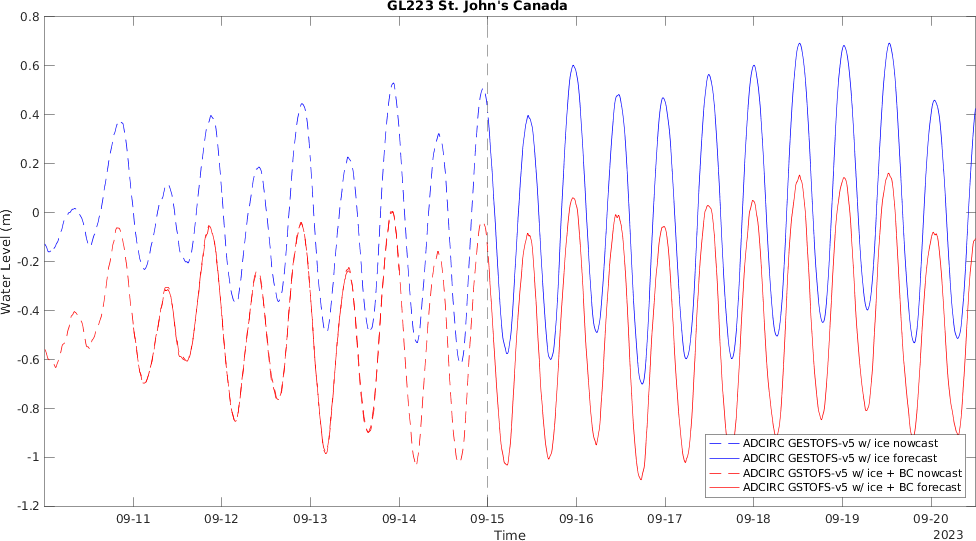 GL223 St. John's Canada
0.8
0.6
0.4
0.2
0
-0.2
-0.4
-0.6
-0.8
-1
-1.2
Water Level (m)
ADCIRC GESTOFS-v5 w/ ice nowcast
ADCIRC GESTOFS-v5 w/ ice forecast
ADCIRC GSTOFS-v5 w/ ice + BC nowcast
ADCIRC GSTOFS-v5 w/ ice + BC forecast
09-11 09-12 09-13 09-14 09-15 09-16 09-17 09-18 09-19 09-20
Time
2023